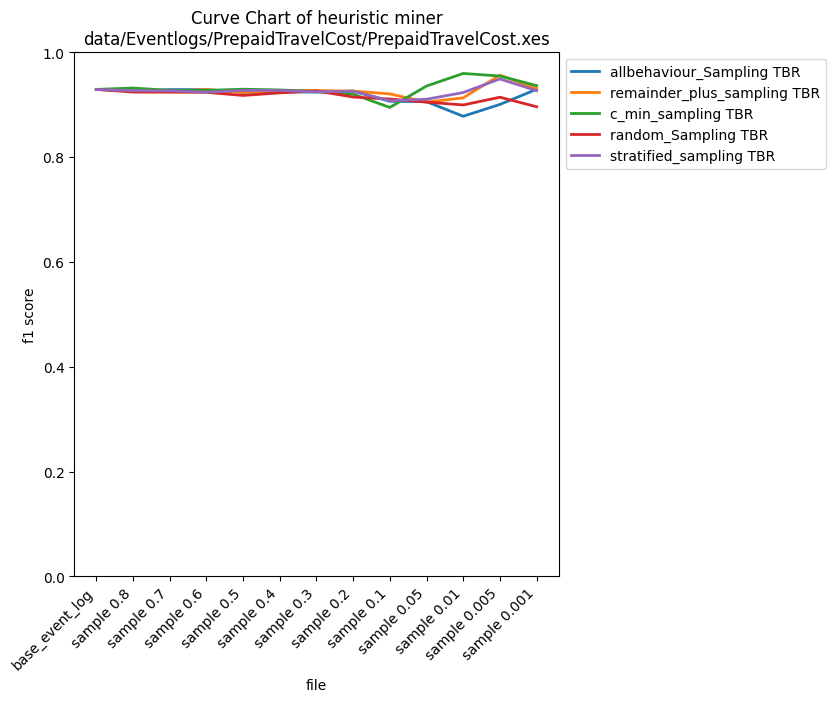 Curve Chart of heuristic miner
data/Eventlogs/PrepaidTravelCost/PrepaidTravelCost.xes
1.0
0.8
0.6
0.4
0.2
0.0
f1 score
base_event_log
sample 0.8
sample 0.7
sample 0.6
sample 0.5
sample 0.4
sample 0.3
sample 0.2
sample 0.1
sample 0.05
sample 0.01
sample 0.005
sample 0.001
file
allbehaviour_Sampling TBR
remainder_plus_sampling TBR
c_min_sampling TBR
random_Sampling TBR
stratified_sampling TBR